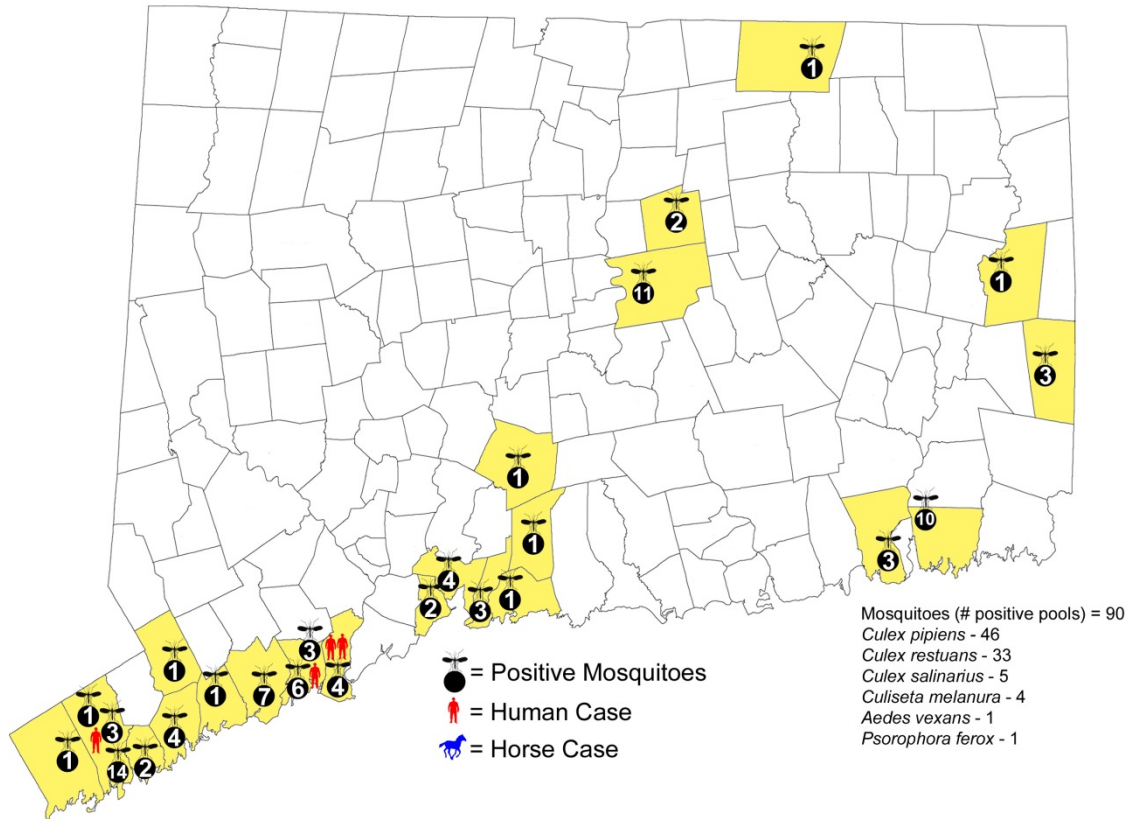 1
2
11
1
3
1
1
10
3
4
2
3
1
3
1
6
4
1
7
1
3
4
1
14
2
= Positive Mosquitoes
= Human Case
= Horse Case
Mosquitoes (# positive pools) = 90
Culex pipiens - 46
Culex restuans - 33
Culex salinarius - 5
Culiseta melanura - 4
Aedes vexans - 1
Psorophora ferox - 1